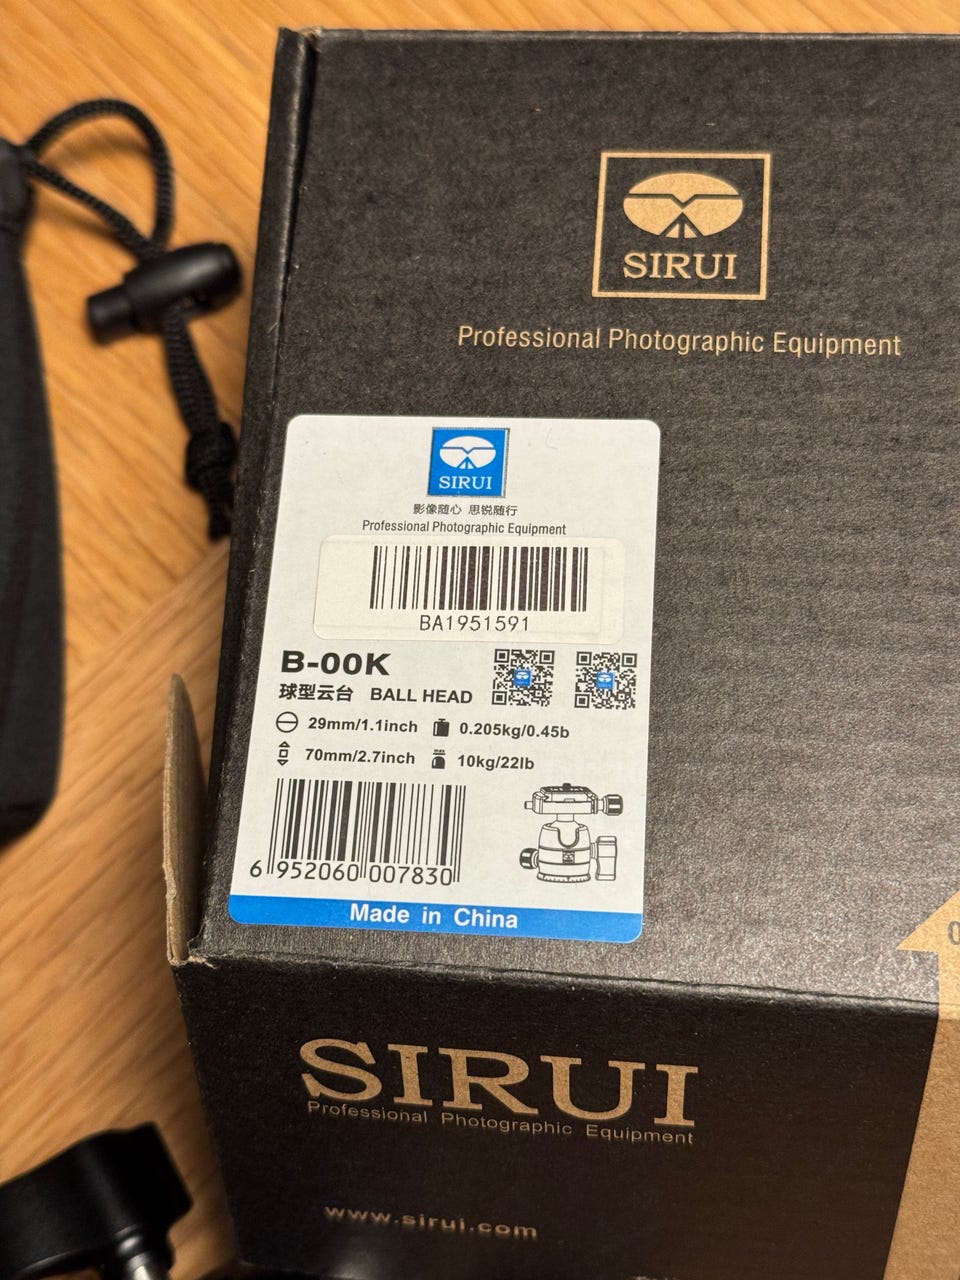 SIRUI
Professional Photographic Equipment
SIRUI
影像随心 思锐随行
Professional Photographic Equipment
BA1951591
B-00K
球型云台 BALL HEAD
29mm/1.1inch 0.205kg/0.45b
70mm/2.7inch max 10kg/22lb
6 952060 007830
Made in China
SIRUI
Professional Photographic Equipment
www.sirui.com